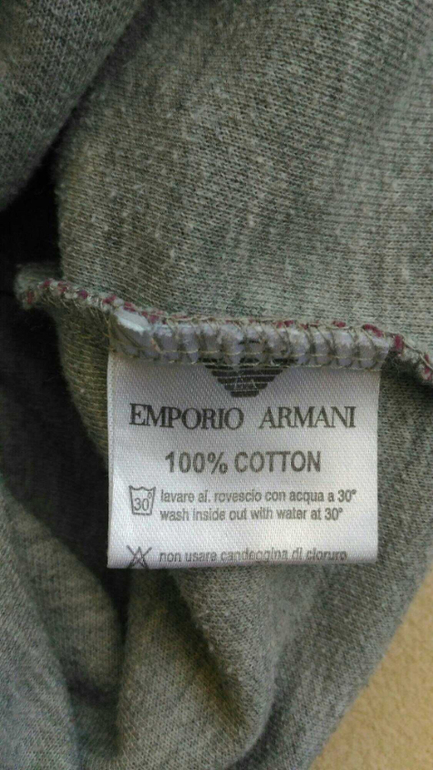 EMPORIO ARMANI
100% COTTON
30°
lavare al. rovescio con acqua a 30°
wash inside out with water at 30°
non usare candeggina di cloruro